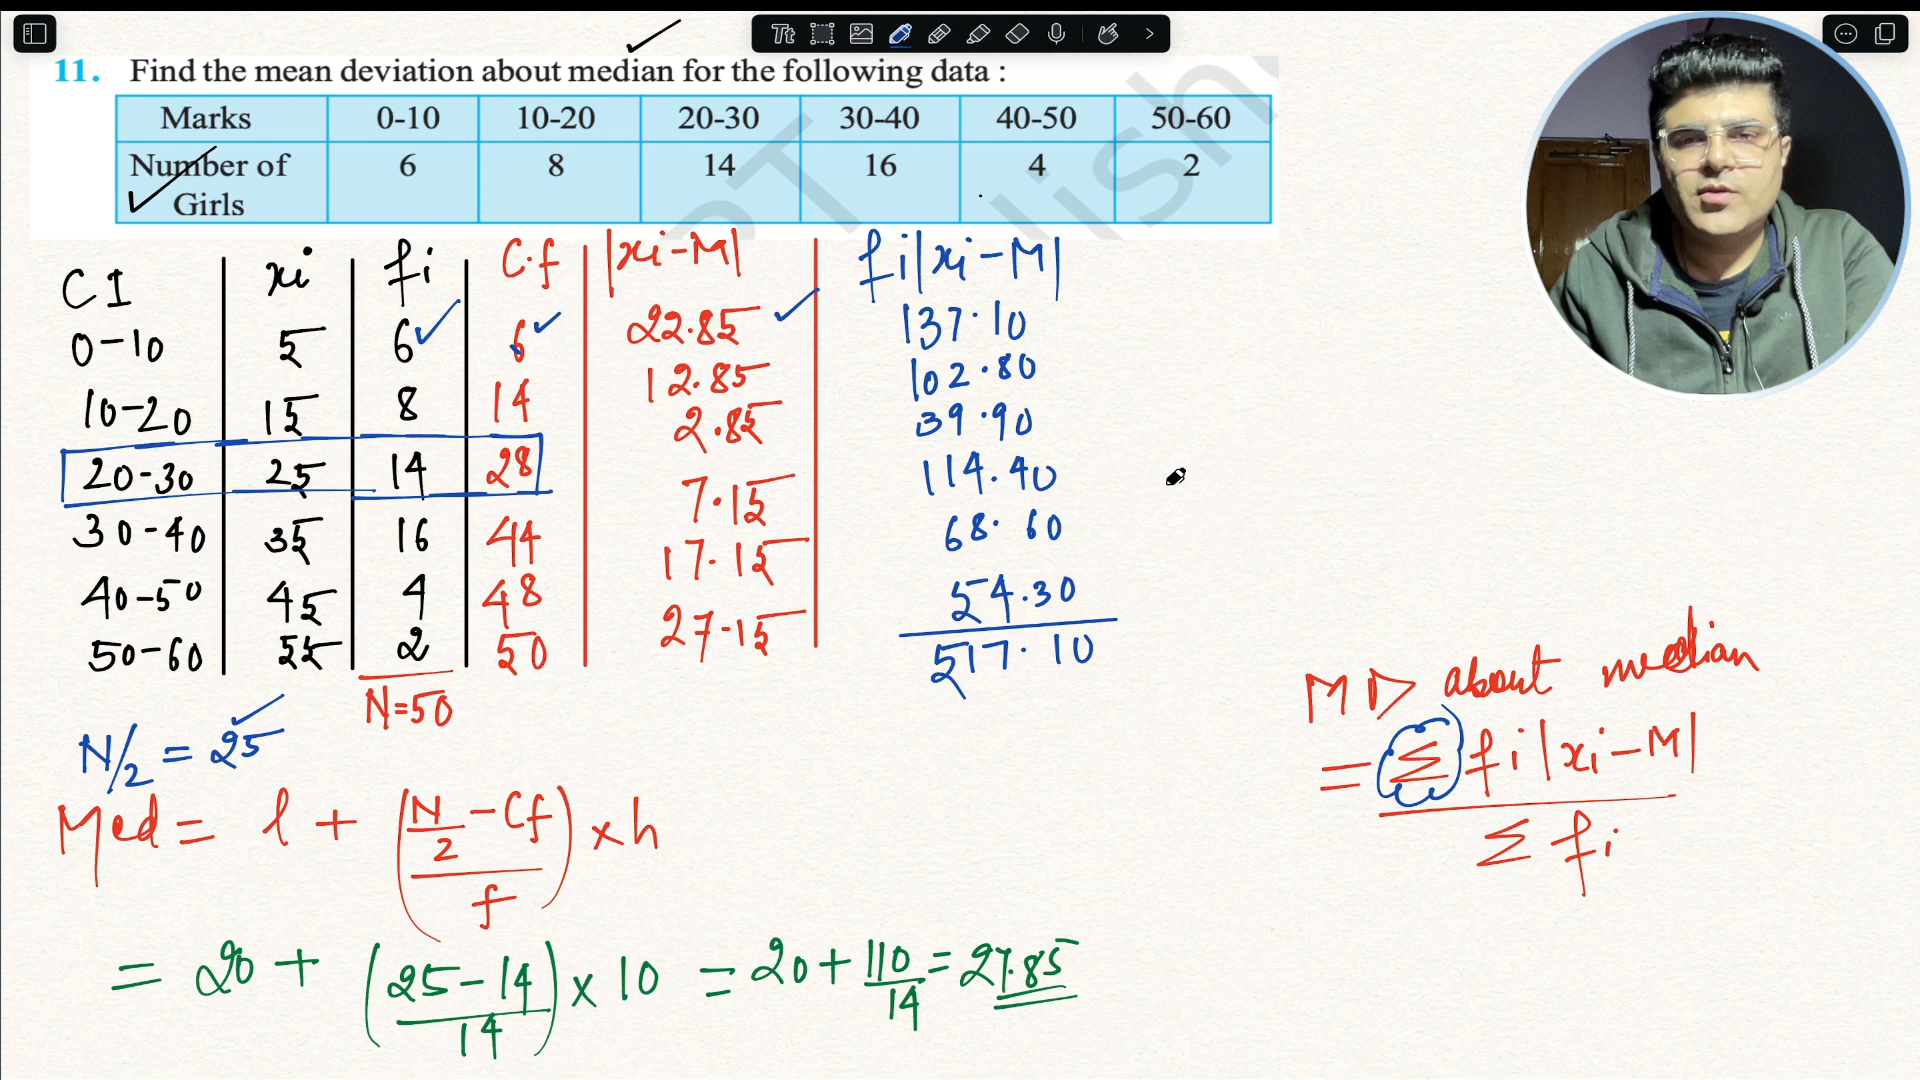 11. Find the mean deviation about median for the following data :
Marks 0-10 10-20 20-30 30-40 40-50 50-60
Number of Girls 6 8 14 16 4 2
CI xi fi C.f |xi-M| fi|xi-M|
0-10 5 6 6 22.85 137.10
10-20 15 8 14 12.85 102.80
20-30 25 14 28 2.85 39.90
30-40 35 16 44 7.15 114.40
40-50 45 4 48 17.15 68.60
50-60 55 2 50 27.15 54.30
N=50 517.10
N/2 = 25
Med = l + (N/2 - Cf / f) x h
= 20 + (25-14 / 14) x 10 = 20 + 110/14 = 27.85
MD about median
= Σ fi|xi-M|
Σ fi